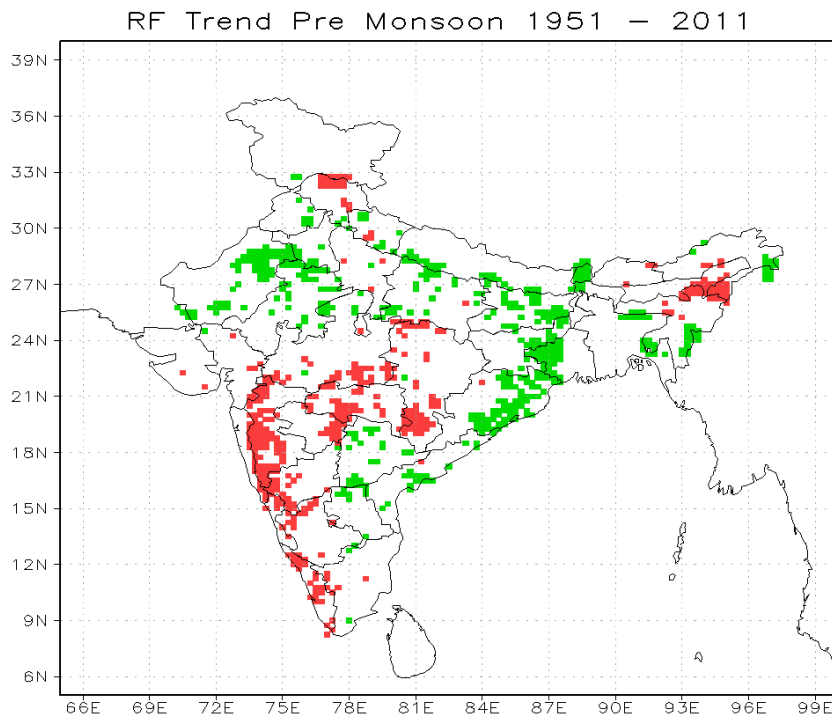 RF Trend Pre Monsoon 1951 – 2011
39N
36N
33N
30N
27N
24N
21N
18N
15N
12N
9N
6N
66E 69E 72E 75E 78E 81E 84E 87E 90E 93E 96E 99E